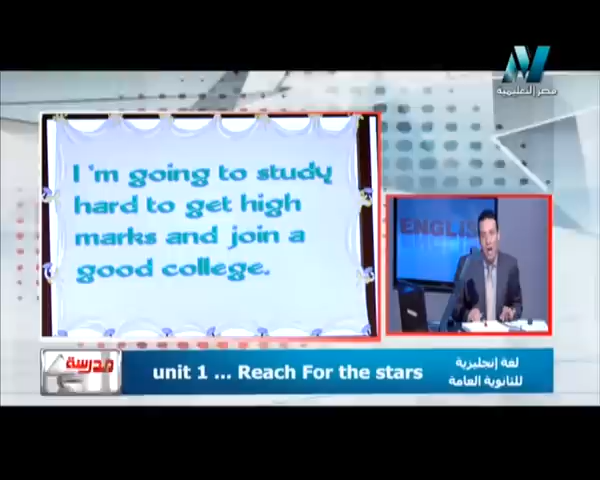 مصر التعليمية
I 'm going to study
hard to get high
marks and join a
good college.
ENGLIS
مدرسة
unit 1 ... Reach For the stars
لغة إنجليزية
للثانوية العامة